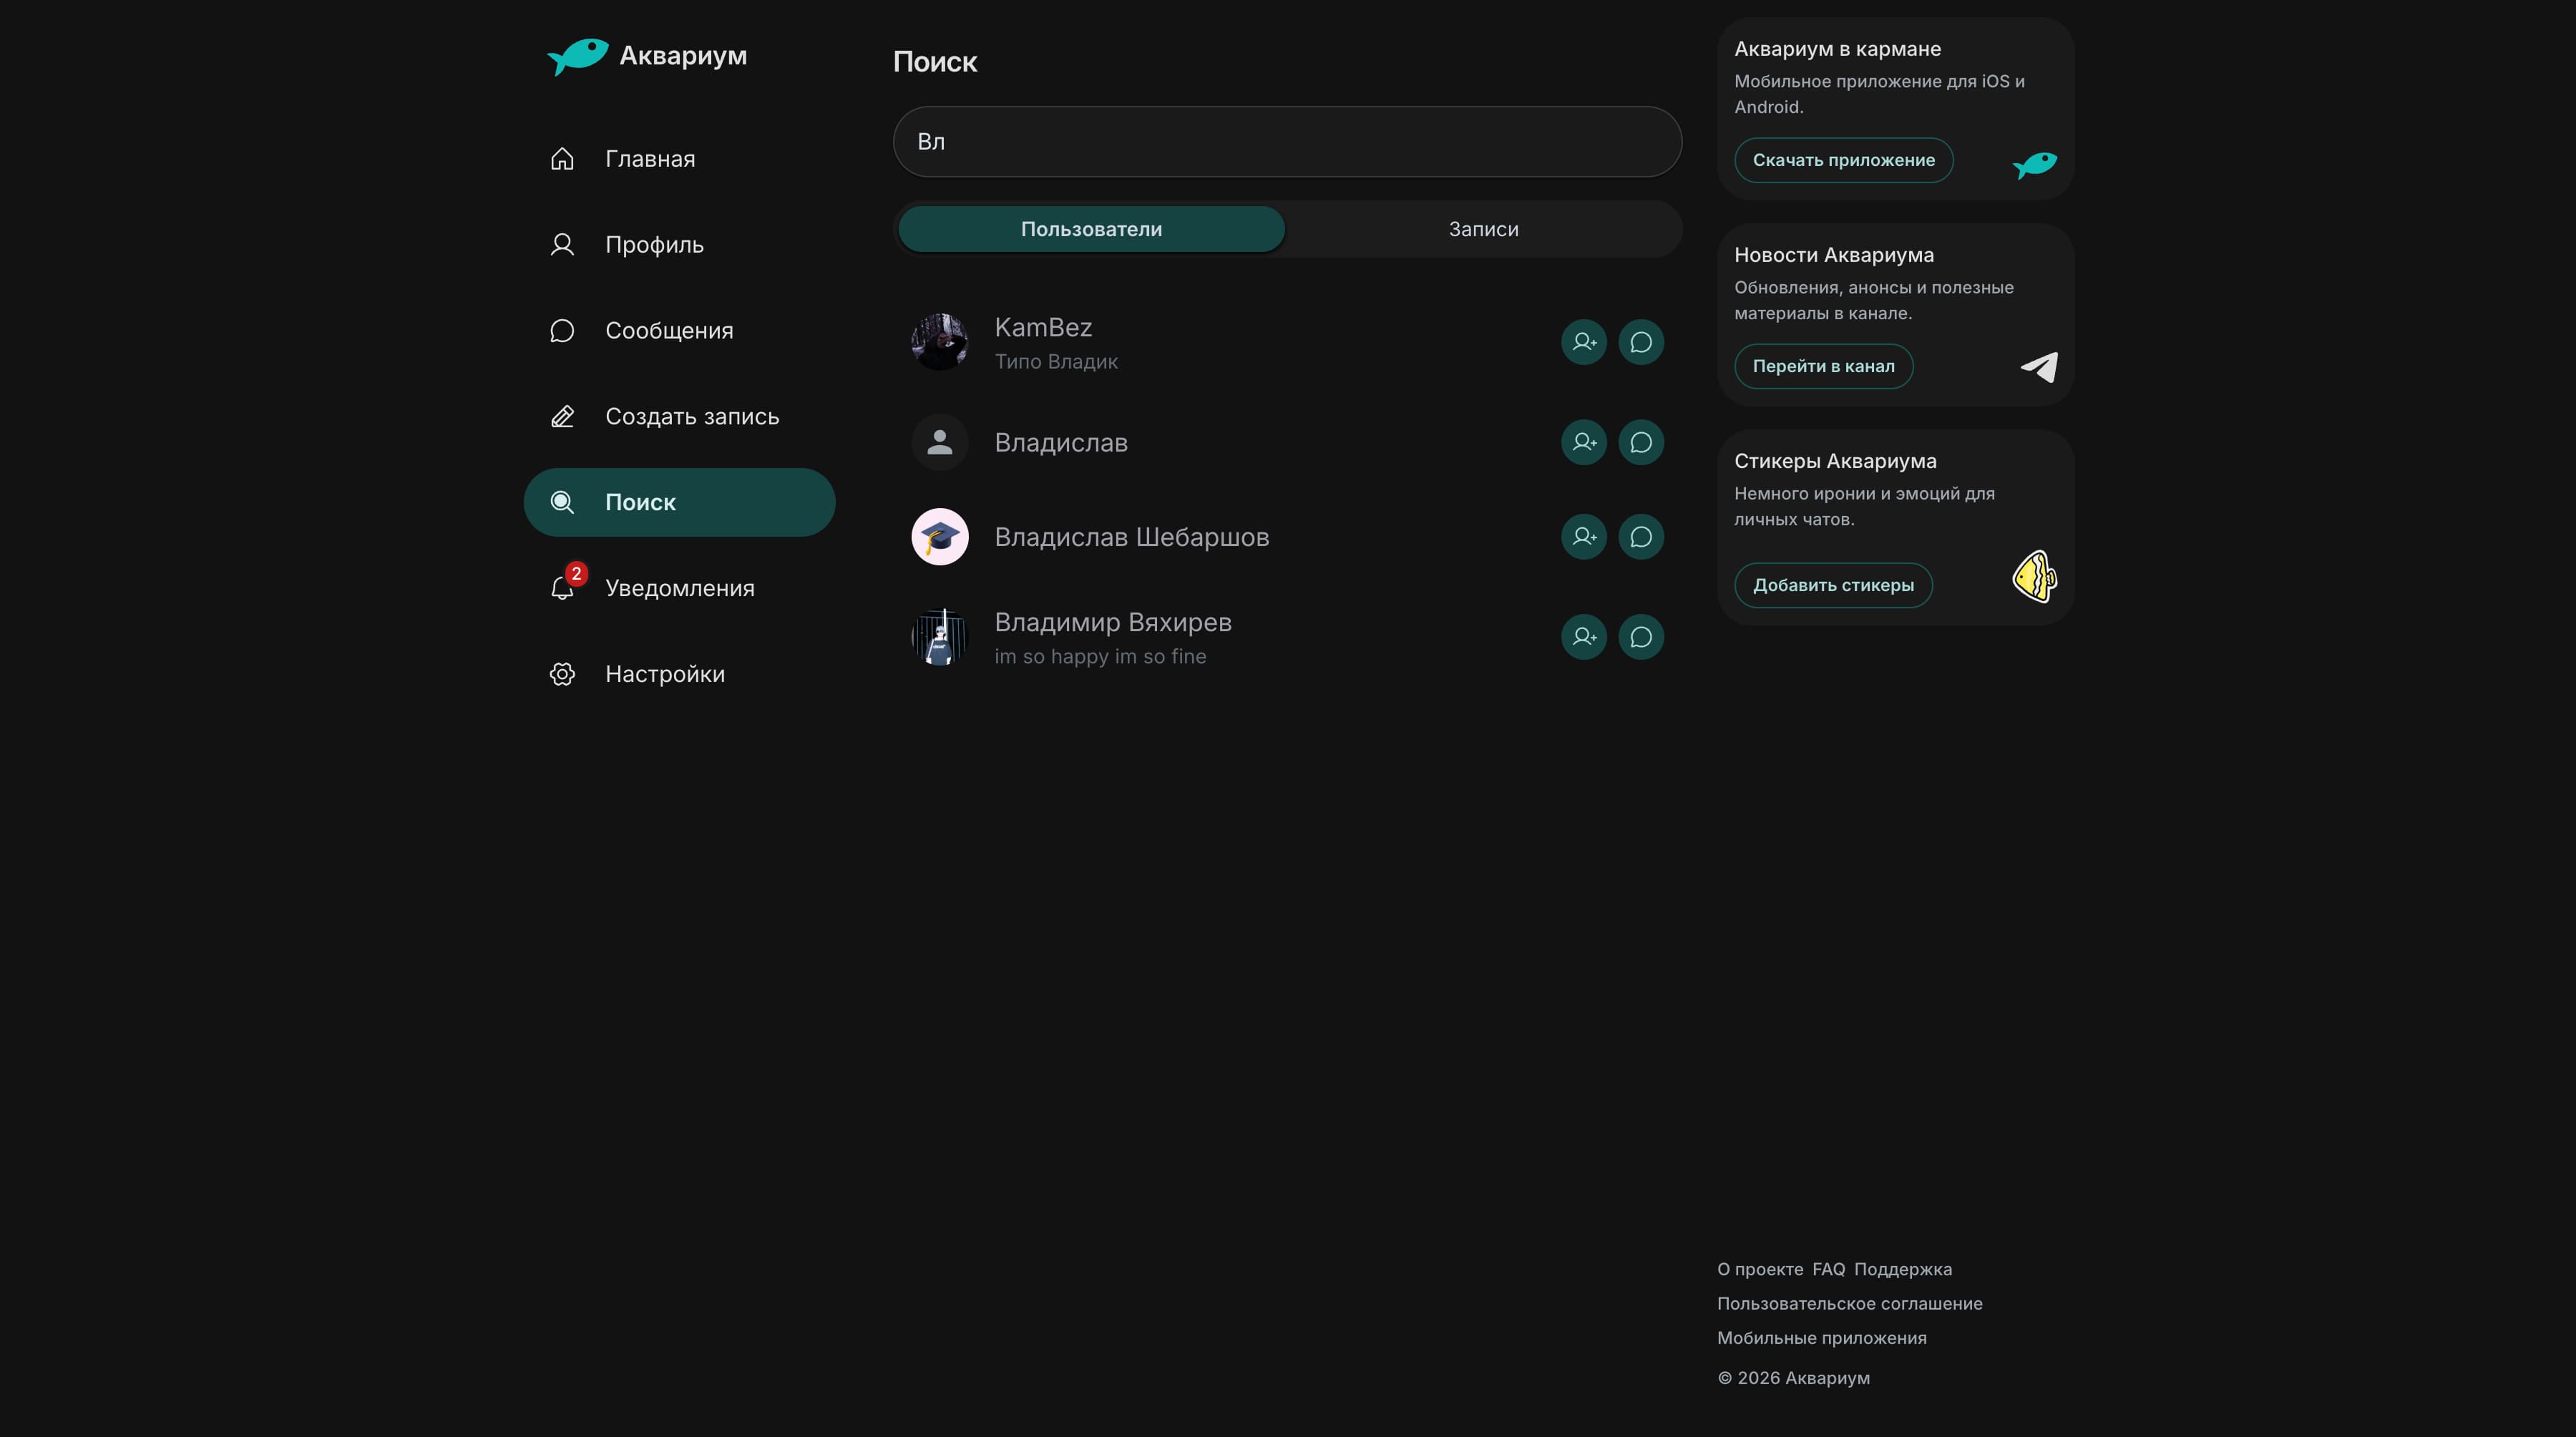 Аквариум
Главная
Профиль
Сообщения
Создать запись
Поиск
2
Уведомления
Настройки
Поиск
Вл
Пользователи
Записи
KamBez
Типо Владик
Владислав
Владислав Шебаршов
Владимир Вяхирев
im so happy im so fine
Аквариум в кармане
Мобильное приложение для iOS и
Android.
Скачать приложение
Новости Аквариума
Обновления, анонсы и полезные
материалы в канале.
Перейти в канал
Стикеры Аквариума
Немного иронии и эмоций для
личных чатов.
Добавить стикеры
О проекте FAQ Поддержка
Пользовательское соглашение
Мобильные приложения
© 2026 Аквариум